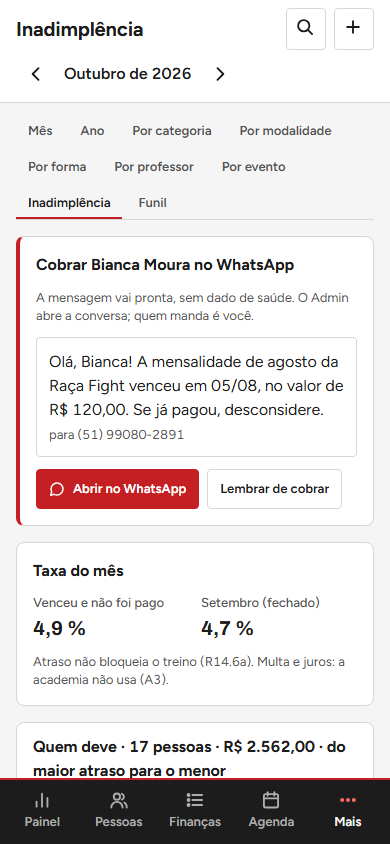 Inadimplência
Outubro de 2026
Mês Ano Por categoria Por modalidade
Por forma Por professor Por evento
Inadimplência Funil
Cobrar Bianca Moura no WhatsApp
A mensagem vai pronta, sem dado de saúde. O Admin
abre a conversa; quem manda é você.
Olá, Bianca! A mensalidade de agosto da
Raça Fight venceu em 05/08, no valor de
R$ 120,00. Se já pagou, desconsidere.
para (51) 99080-2891
Abrir no WhatsApp Lembrar de cobrar
Taxa do mês
Venceu e não foi pago Setembro (fechado)
4,9 % 4,7 %
Atraso não bloqueia o treino (R14.6a). Multa e juros: a
academia não usa (A3).
Quem deve · 17 pessoas · R$ 2.562,00 · do
maior atraso para o menor
Painel Pessoas Finanças Agenda Mais